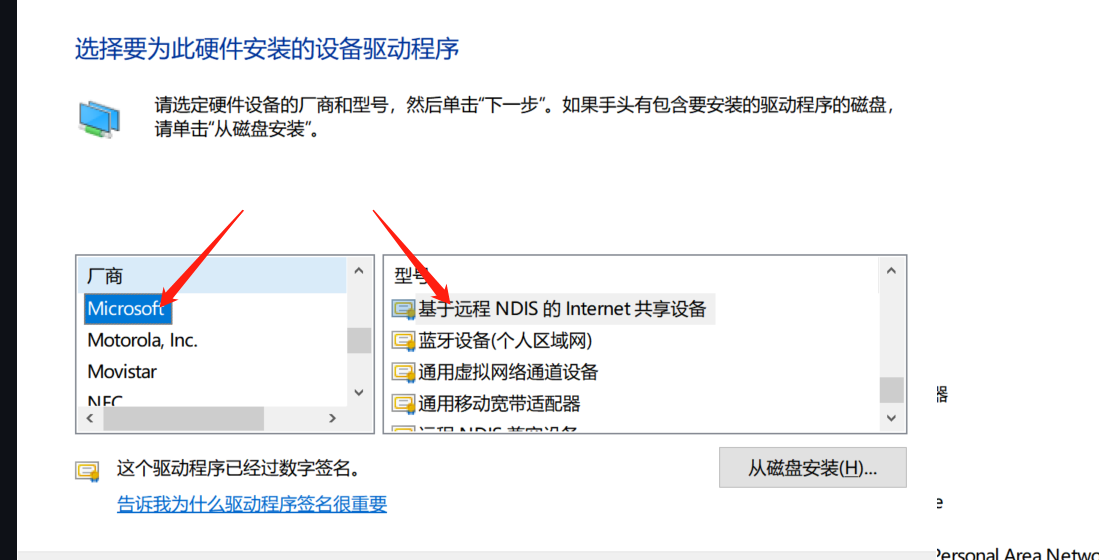 选择要为此硬件安装的设备驱动程序
请选定硬件设备的厂商和型号，然后单击“下一步”。如果手头有包含要安装的驱动程序的磁盘，
请单击“从磁盘安装”。
厂商
Microsoft
Motorola, Inc.
Movistar
NEC
型号
基于远程 NDIS 的 Internet 共享设备
蓝牙设备(个人区域网)
通用虚拟网络通道设备
通用移动宽带适配器
远程 NDIS 兼容设备
器
这个驱动程序已经过数字签名。
从磁盘安装(H)...
告诉我为什么驱动程序签名很重要
e
Personal Area Netwo